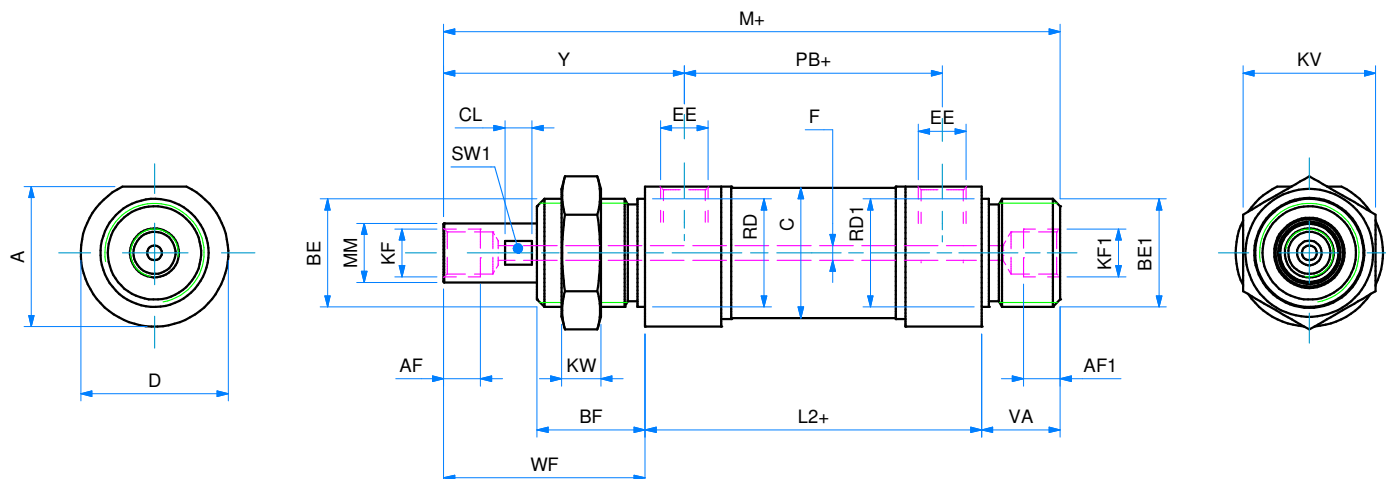 M+
Y
PB+
KV
CL
EE
F
EE
SW1
A
BE
MM
KF
RD
C
RD1
KF1
BE1
AF
KW
AF1
D
BF
L2+
VA
WF